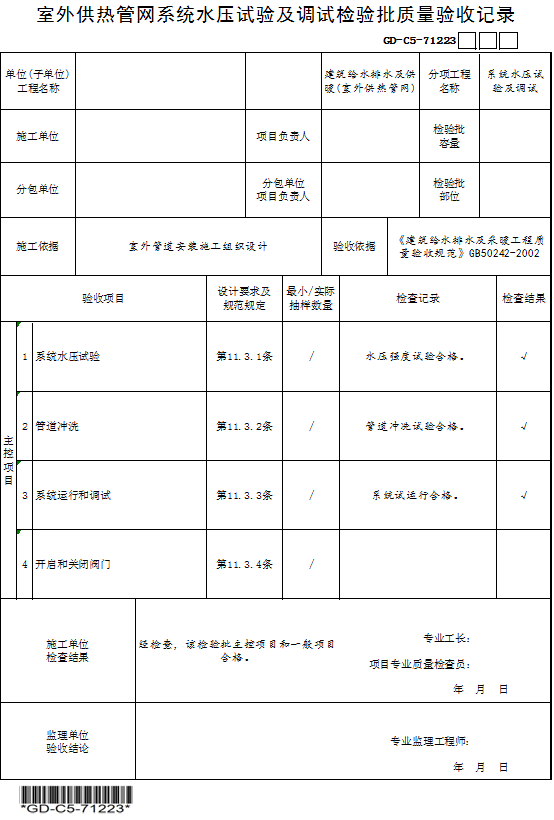 室外供热管网系统水压试验及调试检验批质量验收记录
GD-C5-71223
单位(子单位)
工程名称
建筑给水排水及供
暖(室外供热管网)
分项工程
名称
系统水压试
验及调试
施工单位
项目负责人
检验批
容量
分包单位
分包单位
项目负责人
检验批
部位
施工依据
室外管道安装施工组织设计
验收依据
《建筑给水排水及采暖工程质
量验收规范》GB50242-2002
验收项目
设计要求及
规范规定
最小/实际
抽样数量
检查记录
检查结果
主
控
项
目
1 系统水压试验 第11.3.1条 / 水压强度试验合格。 √
2 管道冲洗 第11.3.2条 / 管道冲洗试验合格。 √
3 系统运行和调试 第11.3.3条 / 系统试运行合格。 √
4 开启和关闭阀门 第11.3.4条 /
施工单位
检查结果
经检查，该检验批主控项目和一般项目
合格。
专业工长：
项目专业质量检查员：
年 月 日
监理单位
验收结论
专业监理工程师：
年 月 日
*GD-C5-71223*